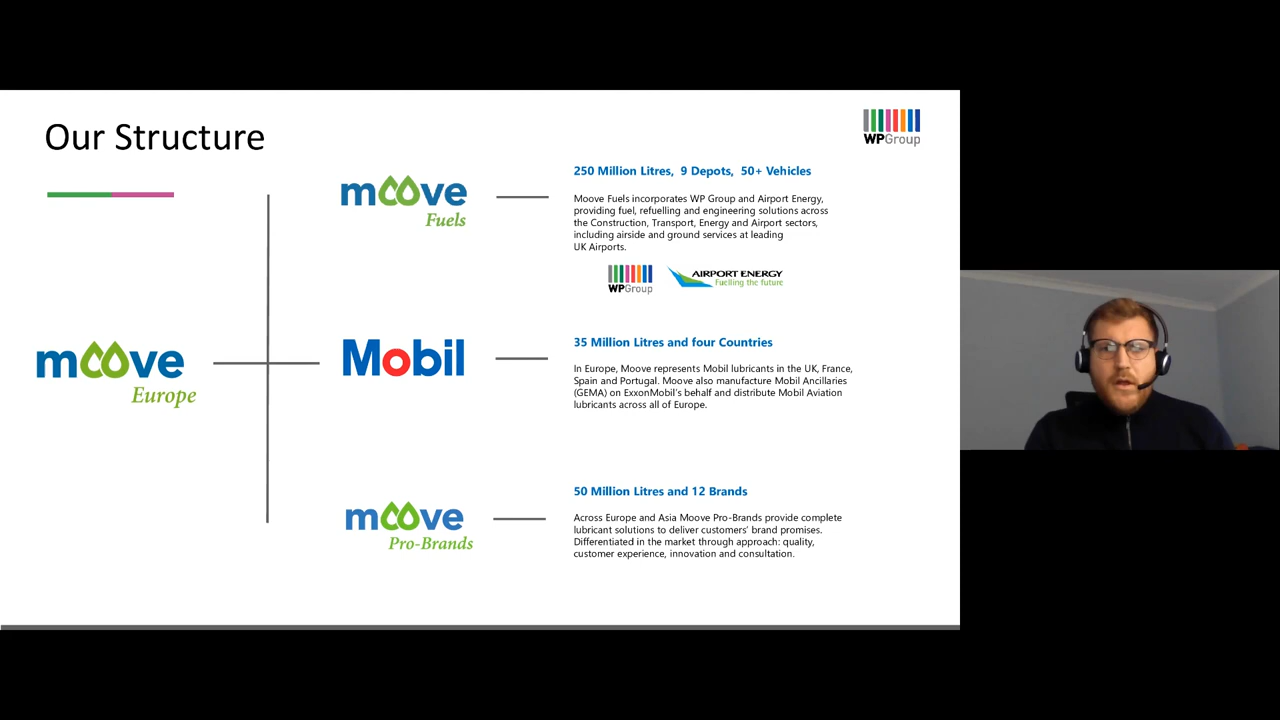 Our Structure
WPGroup
moove
Fuels
250 Million Litres, 9 Depots, 50+ Vehicles
Moove Fuels incorporates WP Group and Airport Energy,
providing fuel, refuelling and engineering solutions across
the Construction, Transport, Energy and Airport sectors,
including airside and ground services at leading
UK Airports.
WPGroup
AIRPORT ENERGY
Fuelling the future
moove
Europe
Mobil
35 Million Litres and four Countries
In Europe, Moove represents Mobil lubricants in the UK, France,
Spain and Portugal. Moove also manufacture Mobil Ancillaries
(GEMA) on ExxonMobil's behalf and distribute Mobil Aviation
lubricants across all of Europe.
moove
Pro-Brands
50 Million Litres and 12 Brands
Across Europe and Asia Moove Pro-Brands provide complete
lubricant solutions to deliver customers' brand promises.
Differentiated in the market through approach: quality,
customer experience, innovation and consultation.